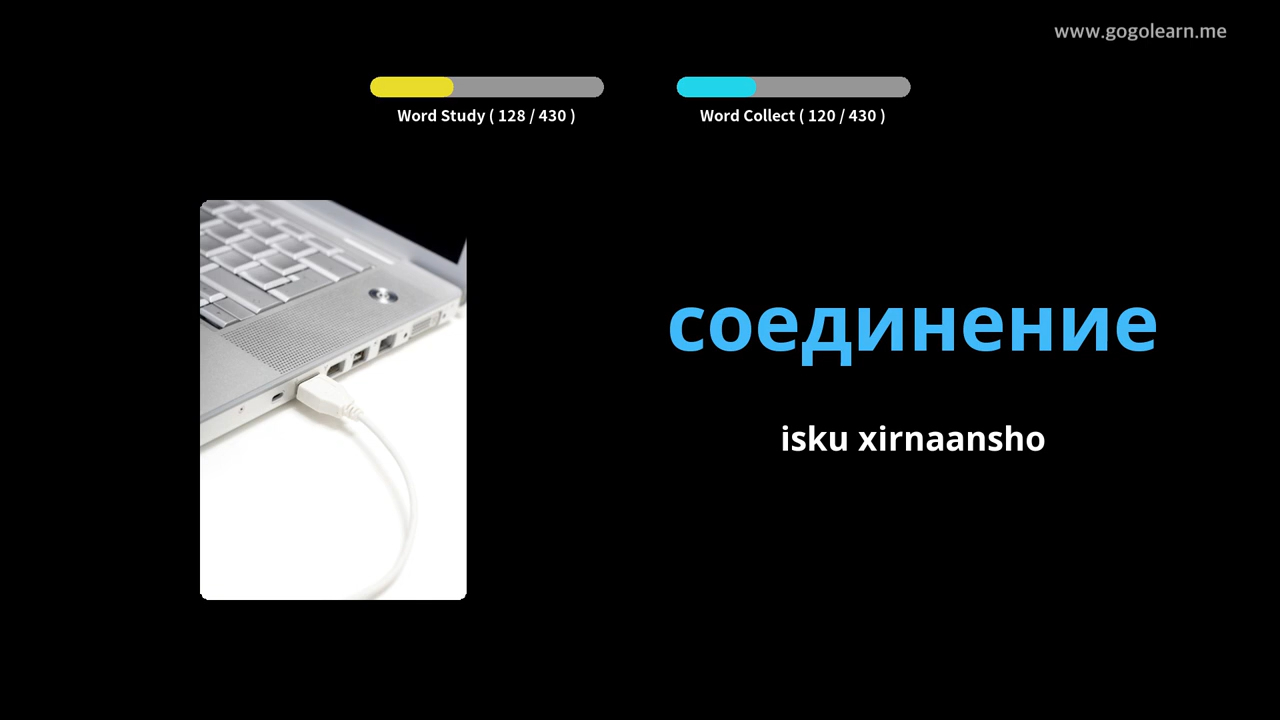 www.gogolearn.me
Word Study ( 128 / 430 )
Word Collect ( 120 / 430 )
соединение
isku xirnaansho